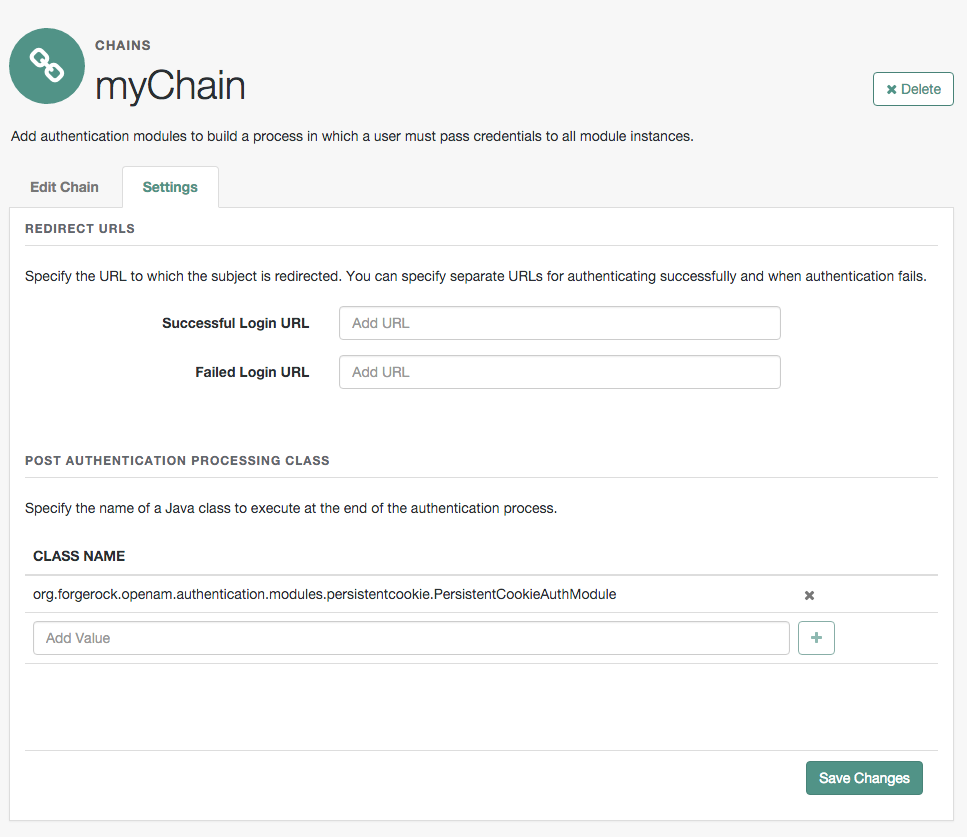 CHAINS
myChain
Delete
Add authentication modules to build a process in which a user must pass credentials to all module instances.
Edit Chain
Settings
REDIRECT URLS
Specify the URL to which the subject is redirected. You can specify separate URLs for authenticating successfully and when authentication fails.
Successful Login URL
Add URL
Failed Login URL
Add URL
POST AUTHENTICATION PROCESSING CLASS
Specify the name of a Java class to execute at the end of the authentication process.
CLASS NAME
org.forgerock.openam.authentication.modules.persistentcookie.PersistentCookieAuthModule
Add Value
Save Changes